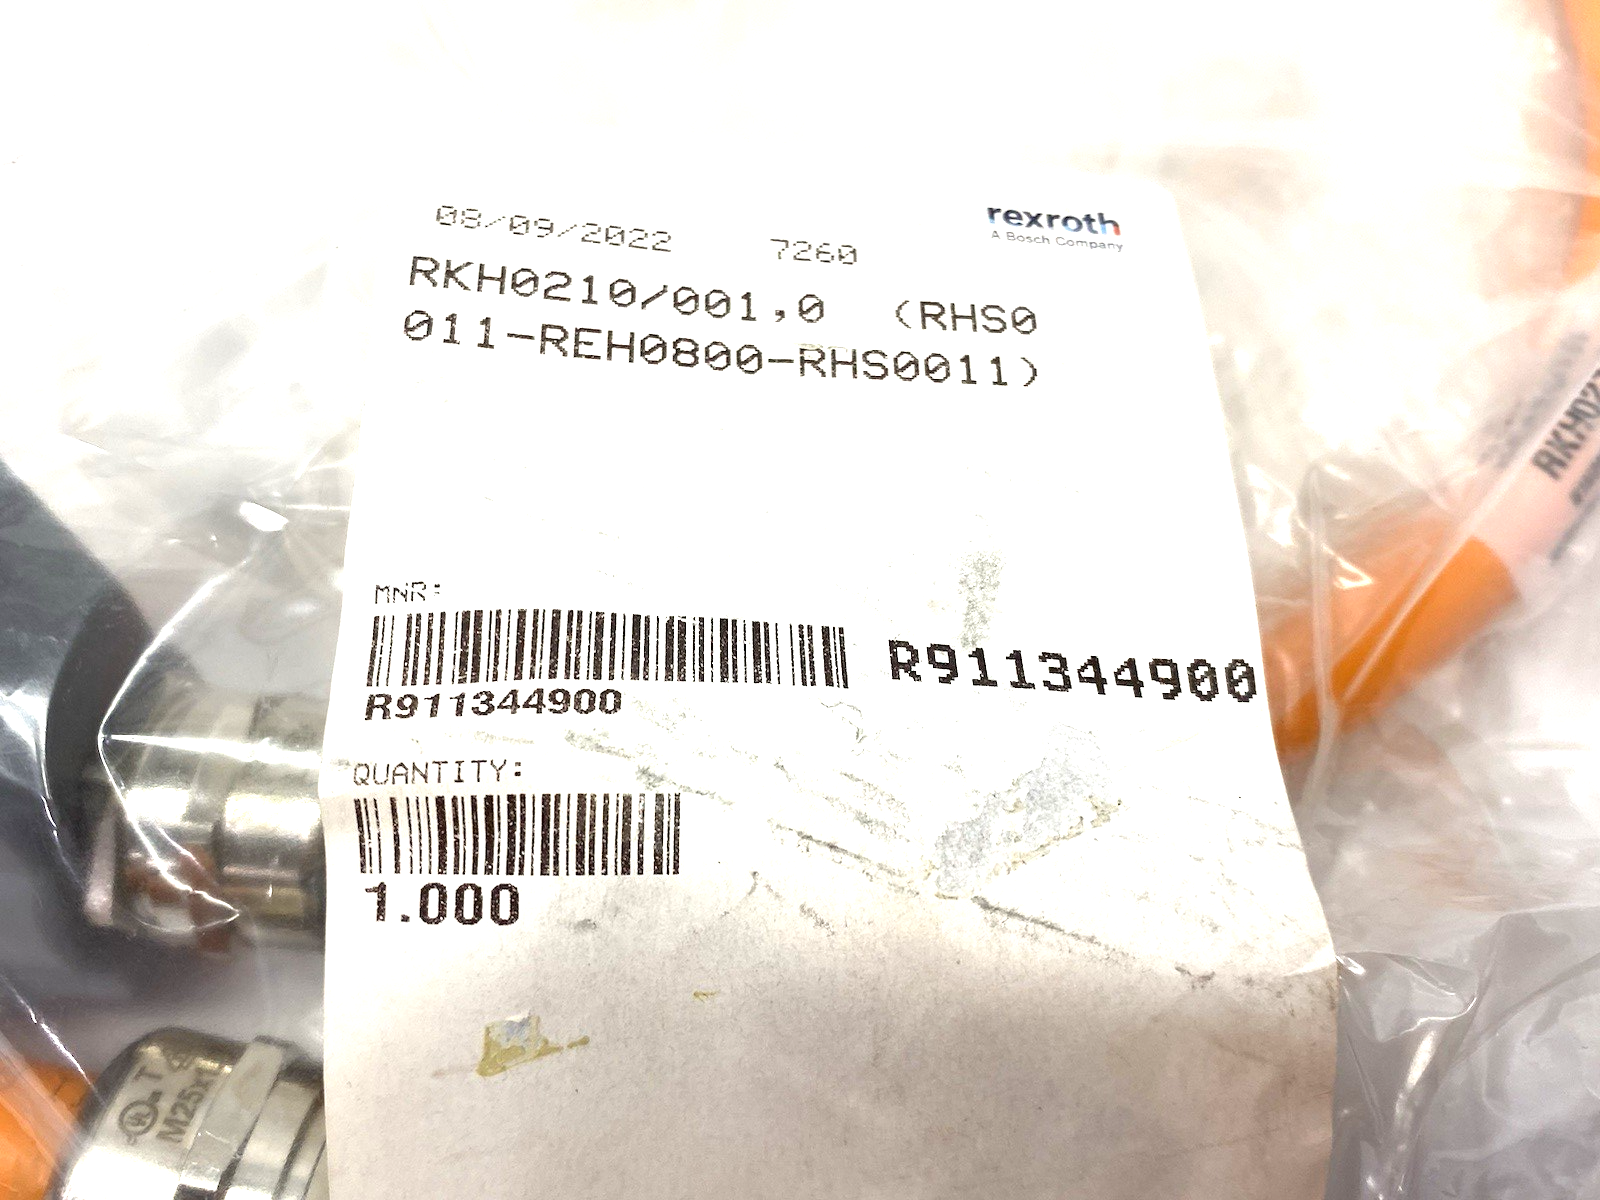 08/09/2022 7260
rexroth
A Bosch Company
RKH0210/001,0 (RHS0
011-REH0800-RHS0011)
MNR:
R911344900
R911344900
QUANTITY:
1.000
UL
T